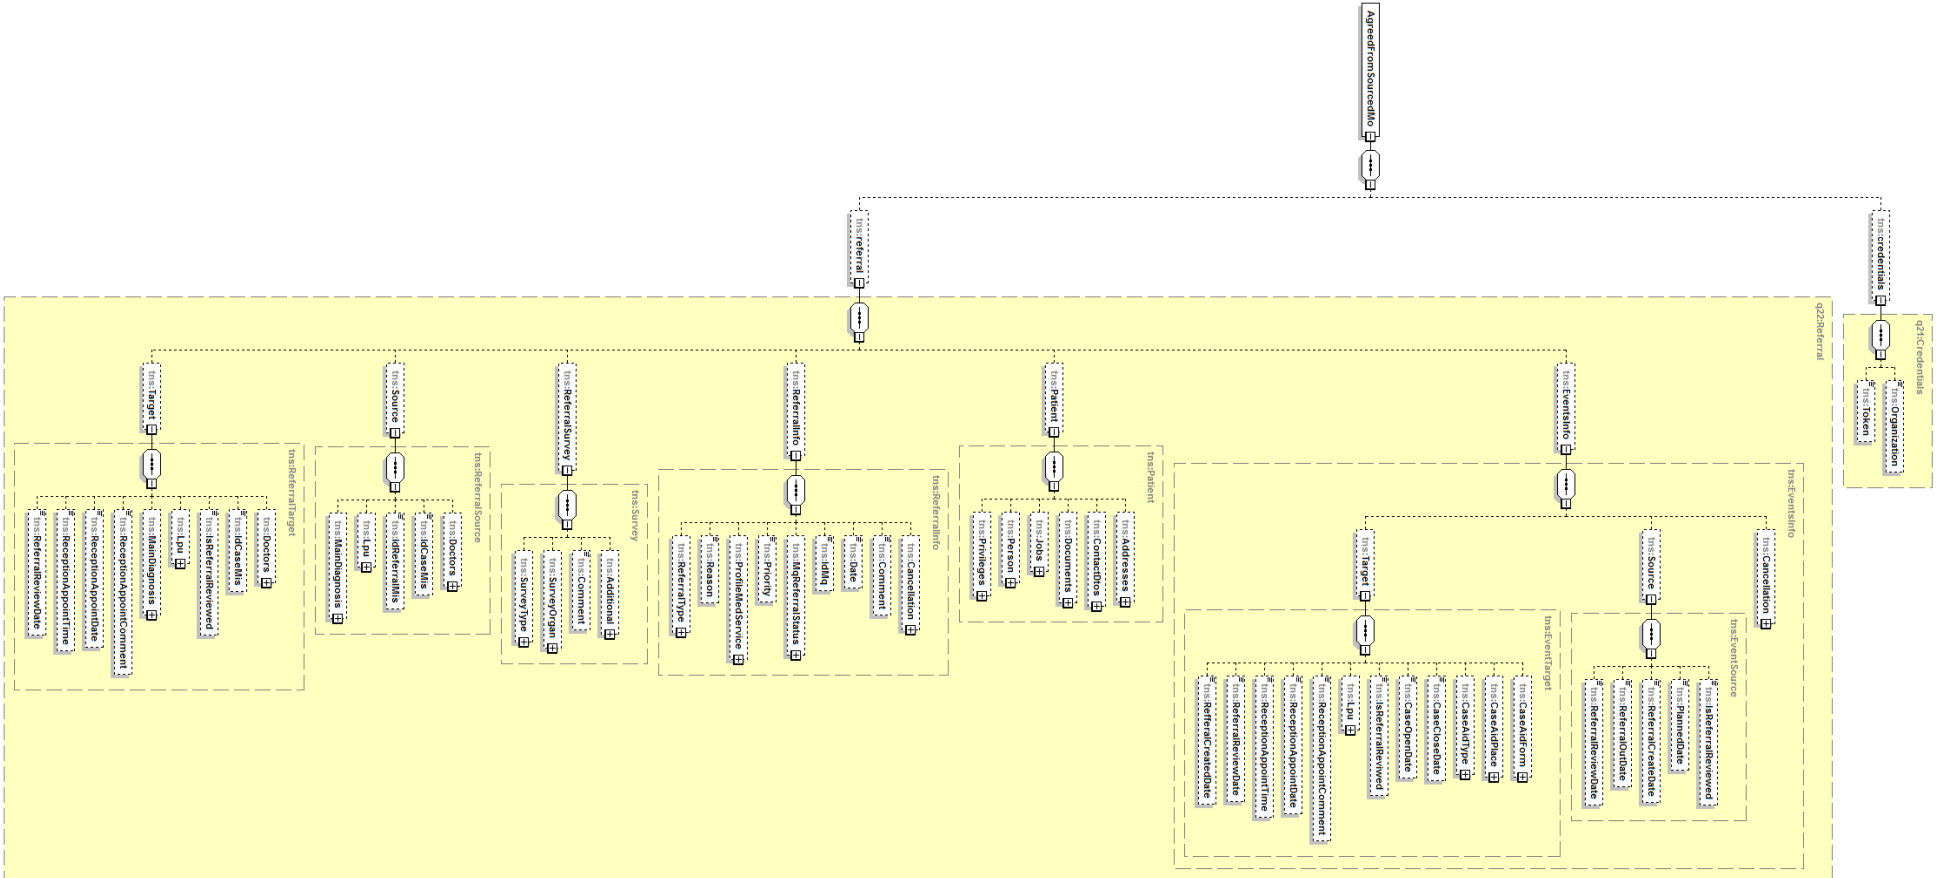 AgreedFromSourcedMo
tns:credentials
q21:Credentials
tns:Organization
tns:Token
tns:referral
q22:Referral
tns:EventsInfo
tns:EventsInfo
tns:Cancellation
tns:Source
tns:EventSource
tns:IsReferralReviewed
tns:PlannedDate
tns:ReferralCreateDate
tns:ReferralOutDate
tns:ReferralReviewDate
tns:Target
tns:EventTarget
tns:CaseAidForm
tns:CaseAidPlace
tns:CaseAidType
tns:CaseCloseDate
tns:CaseOpenDate
tns:IsReferralReviwed
tns:Lpu
tns:ReceptionAppointComment
tns:ReceptionAppointDate
tns:ReceptionAppointTime
tns:ReferralReviewDate
tns:RefferalCreatedDate
tns:Patient
tns:Patient
tns:Addresses
tns:ContactDtos
tns:Documents
tns:Jobs
tns:Person
tns:Privileges
tns:ReferralInfo
tns:ReferralInfo
tns:Cancellation
tns:Comment
tns:Date
tns:IdMq
tns:MqReferralStatus
tns:Priority
tns:ProfileMedService
tns:Reason
tns:ReferralType
tns:ReferralSurvey
tns:Survey
tns:Additional
tns:Comment
tns:SurveyOrgan
tns:SurveyType
tns:Source
tns:ReferralSource
tns:Doctors
tns:IdCaseMis
tns:IdReferralMis
tns:Lpu
tns:MainDiagnosis
tns:Target
tns:ReferralTarget
tns:Doctors
tns:IdCaseMis
tns:IsReferralReviewed
tns:Lpu
tns:MainDiagnosis
tns:ReceptionAppointComment
tns:ReceptionAppointDate
tns:ReceptionAppointTime
tns:ReferralReviewDate